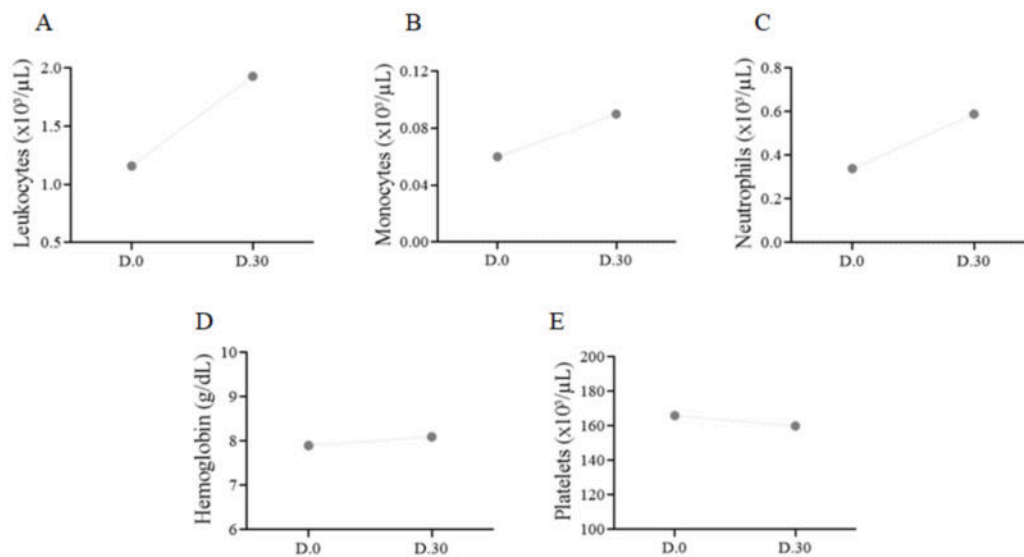 A
Leukocytes (x10³/µL)
2.0
1.5
1.0
0.5
D.0 D.30
B
Monocytes (x10³/µL)
0.12
0.08
0.04
0.00
D.0 D.30
C
Neutrophils (x10³/µL)
0.8
0.6
0.4
0.2
0.0
D.0 D.30
D
Hemoglobin (g/dL)
10
9
8
7
6
D.0 D.30
E
Platelets (x10³/µL)
200
180
160
140
120
100
D.0 D.30